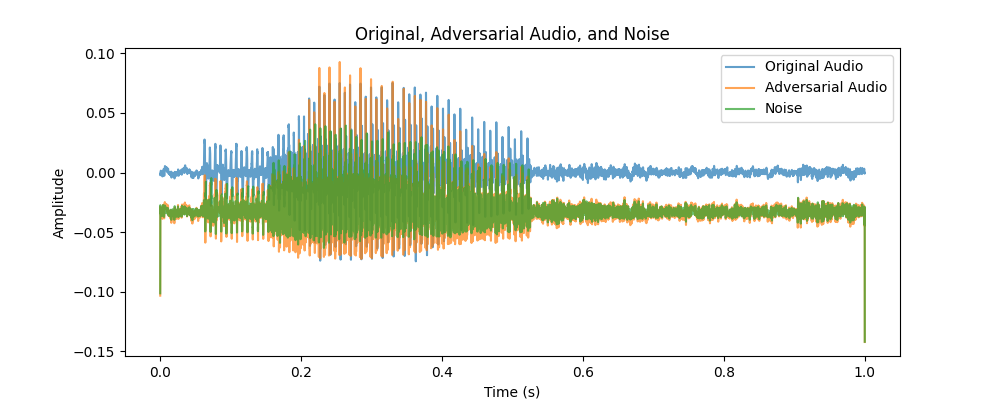 Original, Adversarial Audio, and Noise
Original Audio
Adversarial Audio
Noise
Amplitude
0.10
0.05
0.00
−0.05
−0.10
−0.15
0.0 0.2 0.4 0.6 0.8 1.0
Time (s)